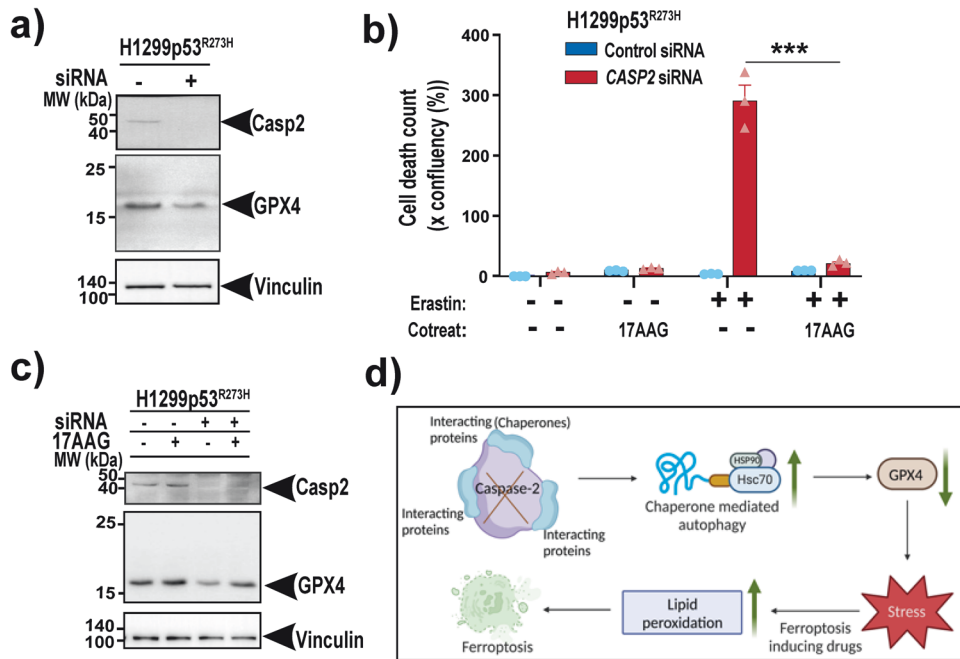 a)
H1299p53R273H
siRNA - +
MW (kDa)
50
40
Casp2
25
15
GPX4
140
100
Vinculin
b)
H1299p53R273H
Control siRNA
CASP2 siRNA
***
Cell death count
(x confluency (%))
400
300
200
100
0
Erastin: - - - - + + + +
Cotreat: - - 17AAG - - 17AAG
c)
H1299p53R273H
siRNA - - + +
17AAG - + - +
MW (kDa)
50
40
Casp2
15
GPX4
140
100
Vinculin
d)
Interacting (Chaperones)
proteins
Caspase-2
Interacting
proteins
Interacting
proteins
HSP90
Hsc70
Chaperone mediated
autophagy
GPX4
Stress
Ferroptosis
inducing drugs
Lipid
peroxidation
Ferroptosis